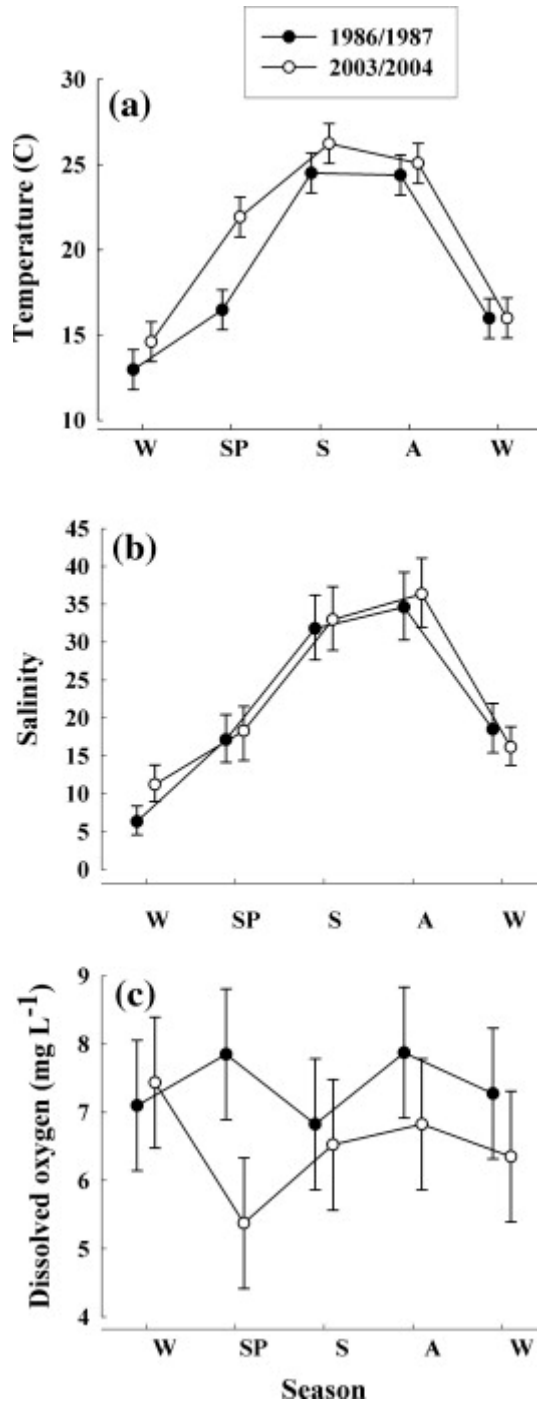 1986/1987
2003/2004
(a)
Temperature (C)
30
25
20
15
10
W SP S A W
(b)
Salinity
45
40
35
30
25
20
15
10
5
0
W SP S A W
(c)
Dissolved oxygen (mg L⁻¹)
9
8
7
6
5
4
W SP S A W
Season